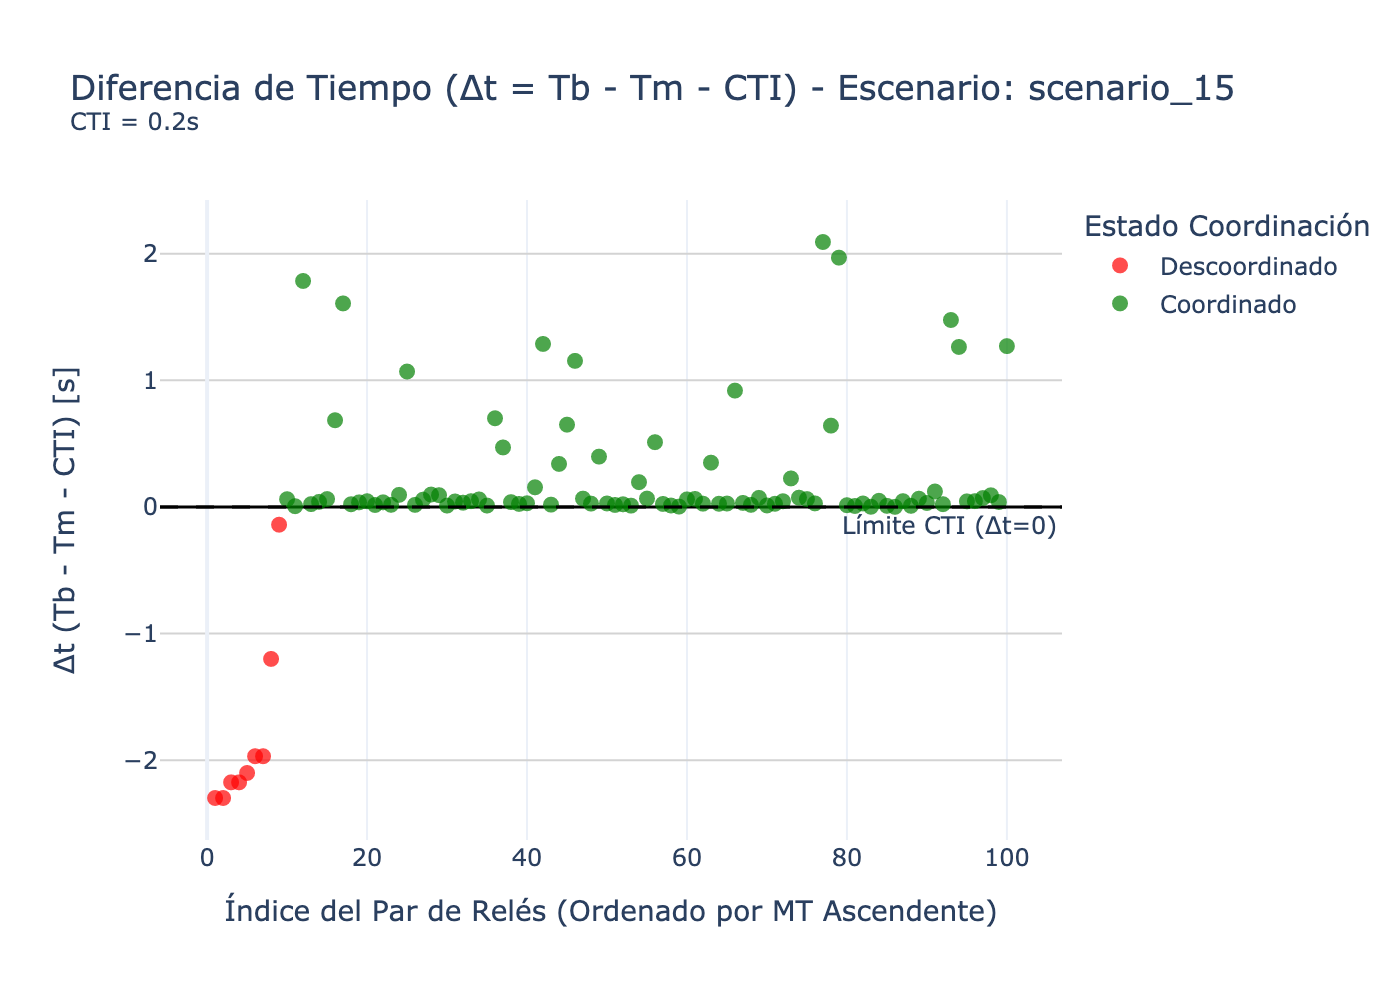 Diferencia de Tiempo (Δt = Tb - Tm - CTI) - Escenario: scenario_15
CTI = 0.2s
Estado Coordinación
Descoordinado
Coordinado
Δt (Tb - Tm - CTI) [s]
2
1
0
−1
−2
Límite CTI (Δt=0)
0 20 40 60 80 100
Índice del Par de Relés (Ordenado por MT Ascendente)